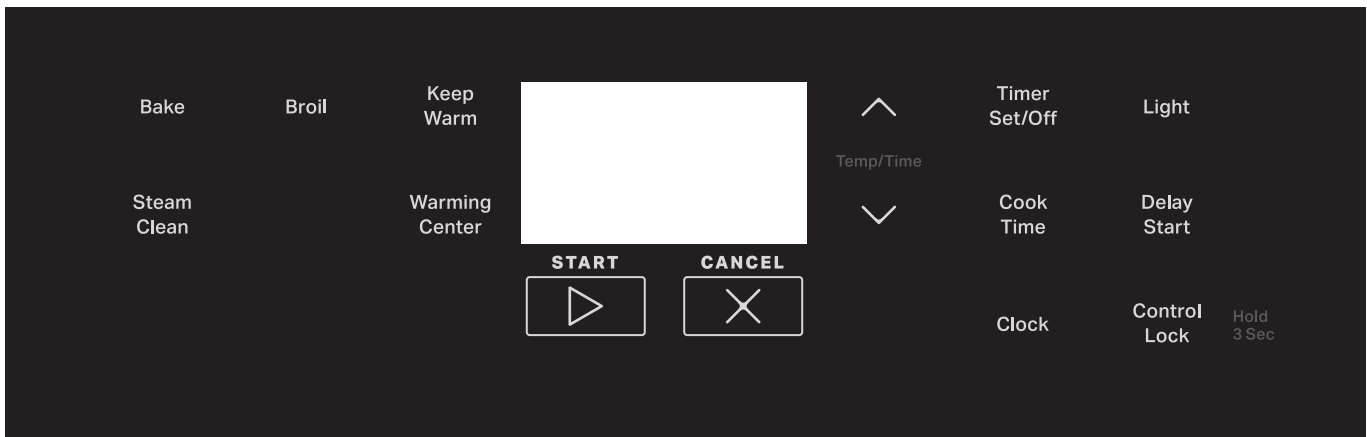 Bake
Broil
Keep
Warm
Timer
Set/Off
Light
Temp/Time
Steam
Clean
Warming
Center
Cook
Time
Delay
Start
START
CANCEL
Clock
Control
Lock
Hold
3 Sec